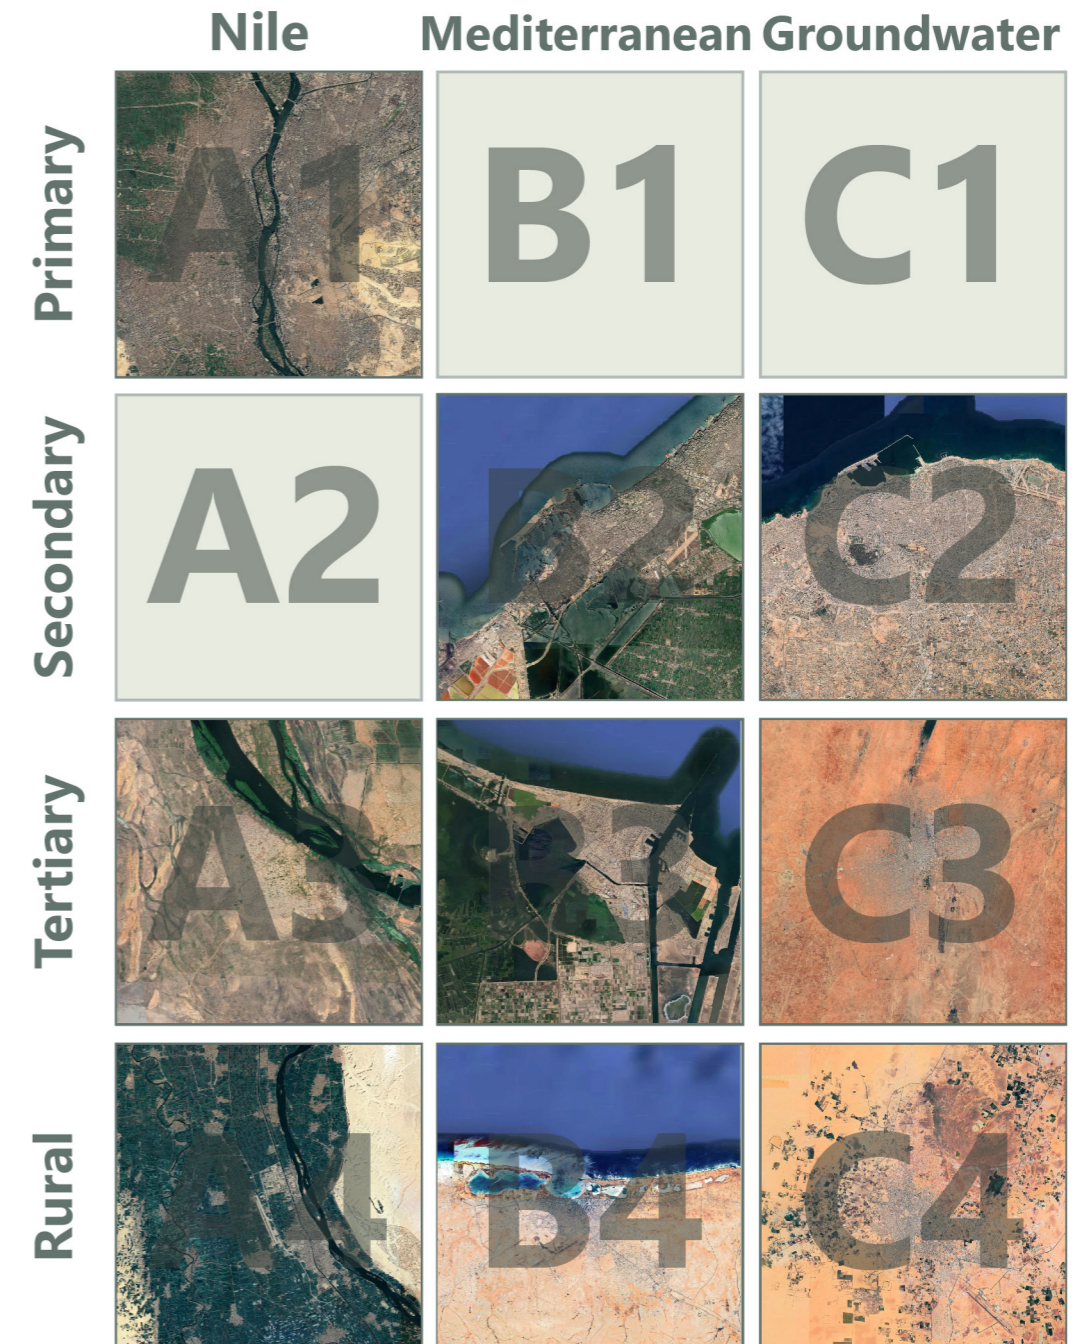 Nile Mediterranean Groundwater
Primary
A1 B1 C1
Secondary
A2 B2 C2
Tertiary
A3 B3 C3
Rural
A4 B4 C4